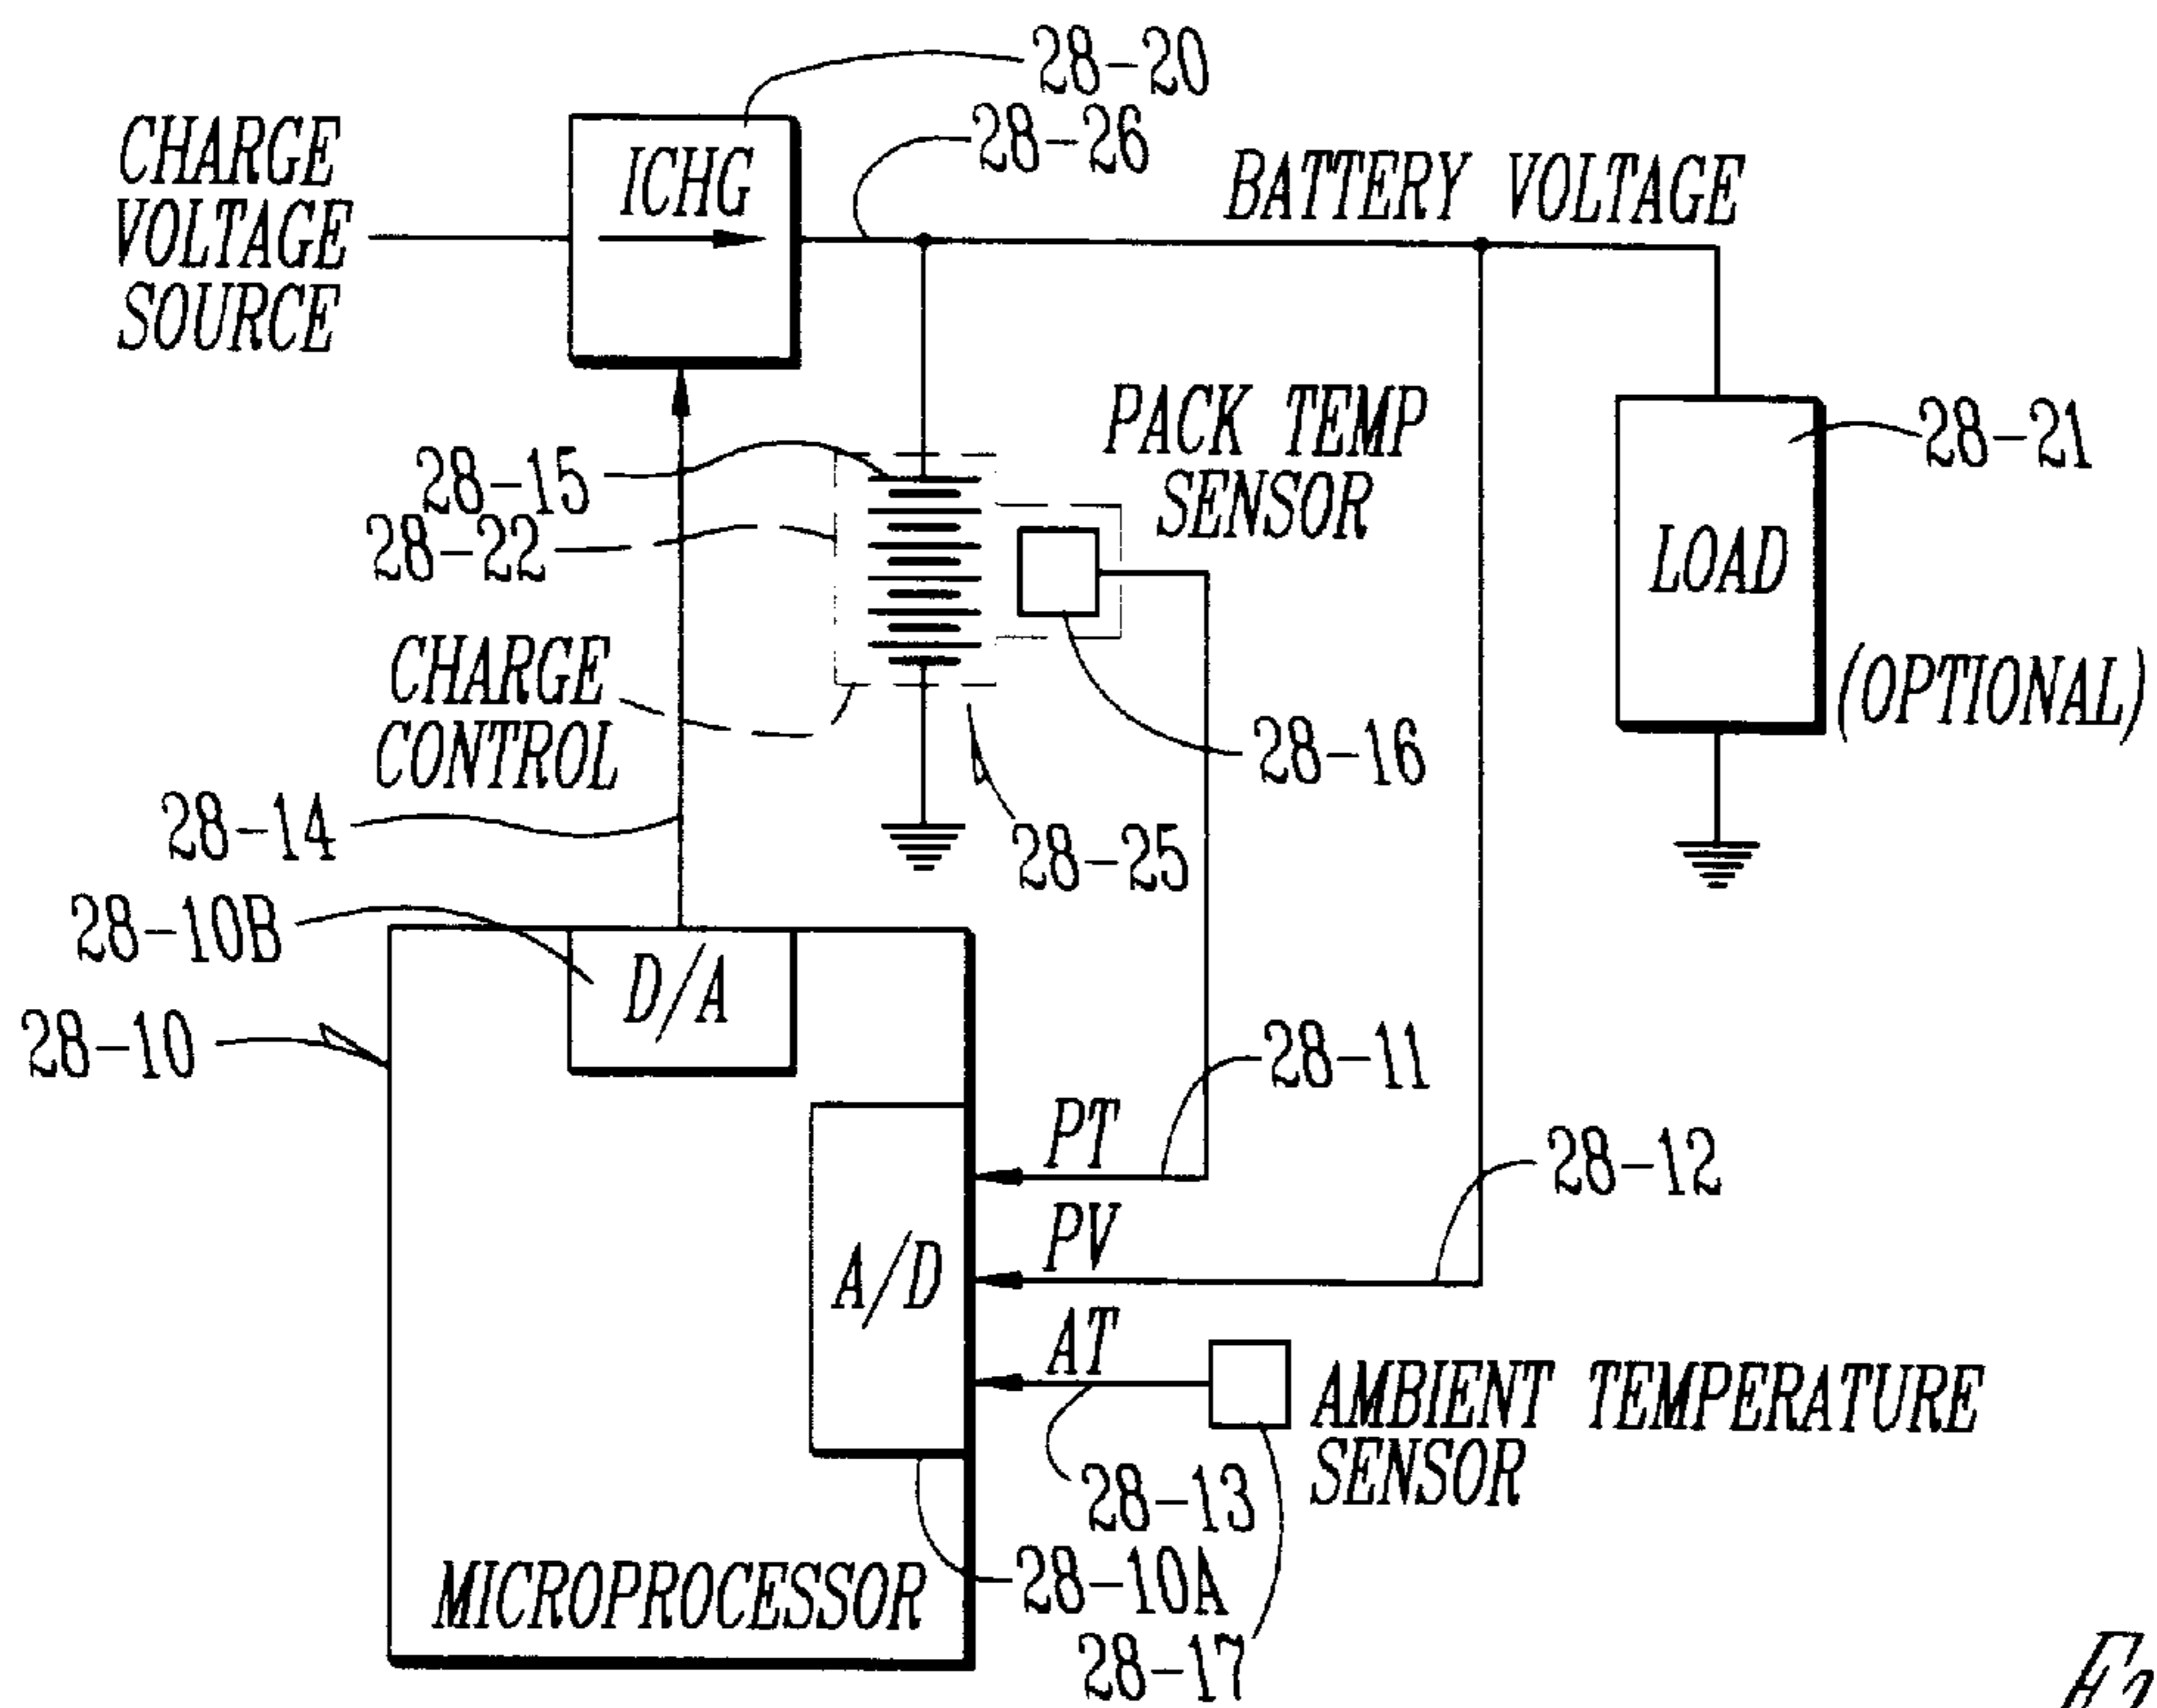 28-20
28-26
CHARGE
VOLTAGE
SOURCE
ICHG
BATTERY VOLTAGE
PACK TEMP
SENSOR
28-15
28-22
28-21
LOAD
(OPTIONAL)
CHARGE
CONTROL
28-16
28-14
28-25
28-10B
D/A
28-10
28-11
PT
28-12
PV
A/D
AT
AMBIENT TEMPERATURE
SENSOR
28-13
28-10A
MICROPROCESSOR
28-17